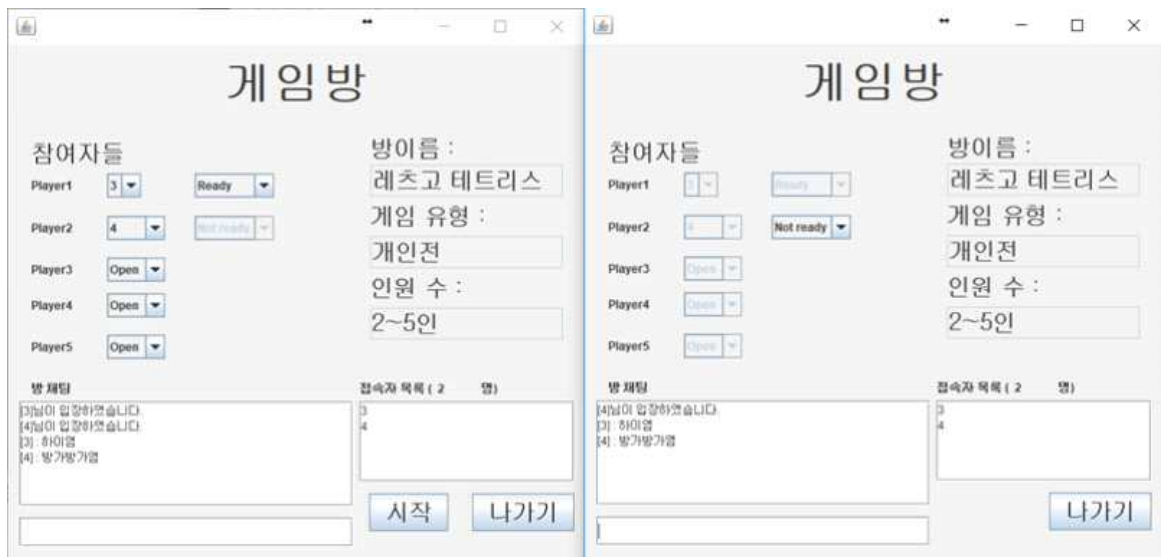 게임방
참여자들
Player1 3 Ready
Player2 4 Not ready
Player3 Open
Player4 Open
Player5 Open
방이름 :
레츠고 테트리스
게임 유형 :
개인전
인원 수 :
2~5인
방 채팅
[3]님이 입장하였습니다.
[4]님이 입장하였습니다.
[3] : 하이염
[4] : 방가방가염
접속자 목록 ( 2 명)
3
4
시작 나가기
게임방
참여자들
Player1 3 Ready
Player2 4 Not ready
Player3 Open
Player4 Open
Player5 Open
방이름 :
레츠고 테트리스
게임 유형 :
개인전
인원 수 :
2~5인
방 채팅
[4]님이 입장하였습니다.
[3] : 하이염
[4] : 방가방가염
접속자 목록 ( 2 명)
3
4
나가기